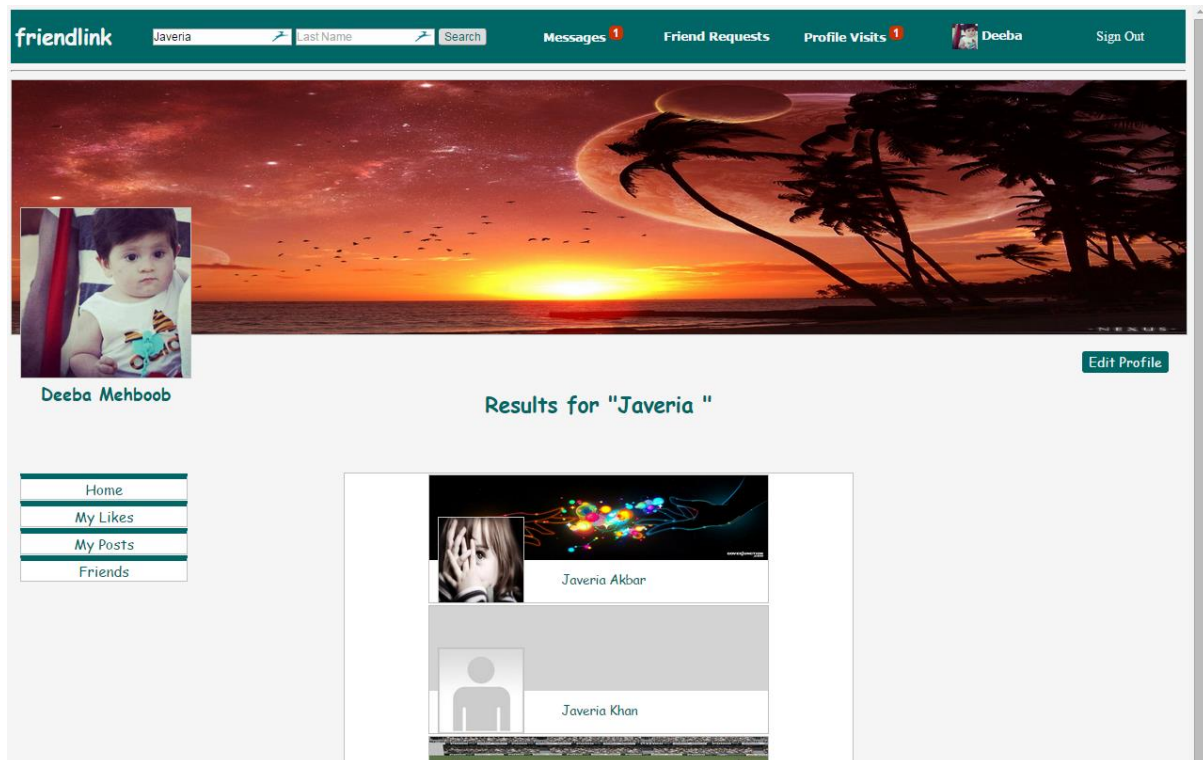 friendlink Javeria Last Name Search Messages 1 Friend Requests Profile Visits 1 Deeba Sign Out
NEXUS
Edit Profile
Deeba Mehboob
Results for "Javeria "
Home
My Likes
My Posts
Friends
Javeria Akbar
Javeria Khan